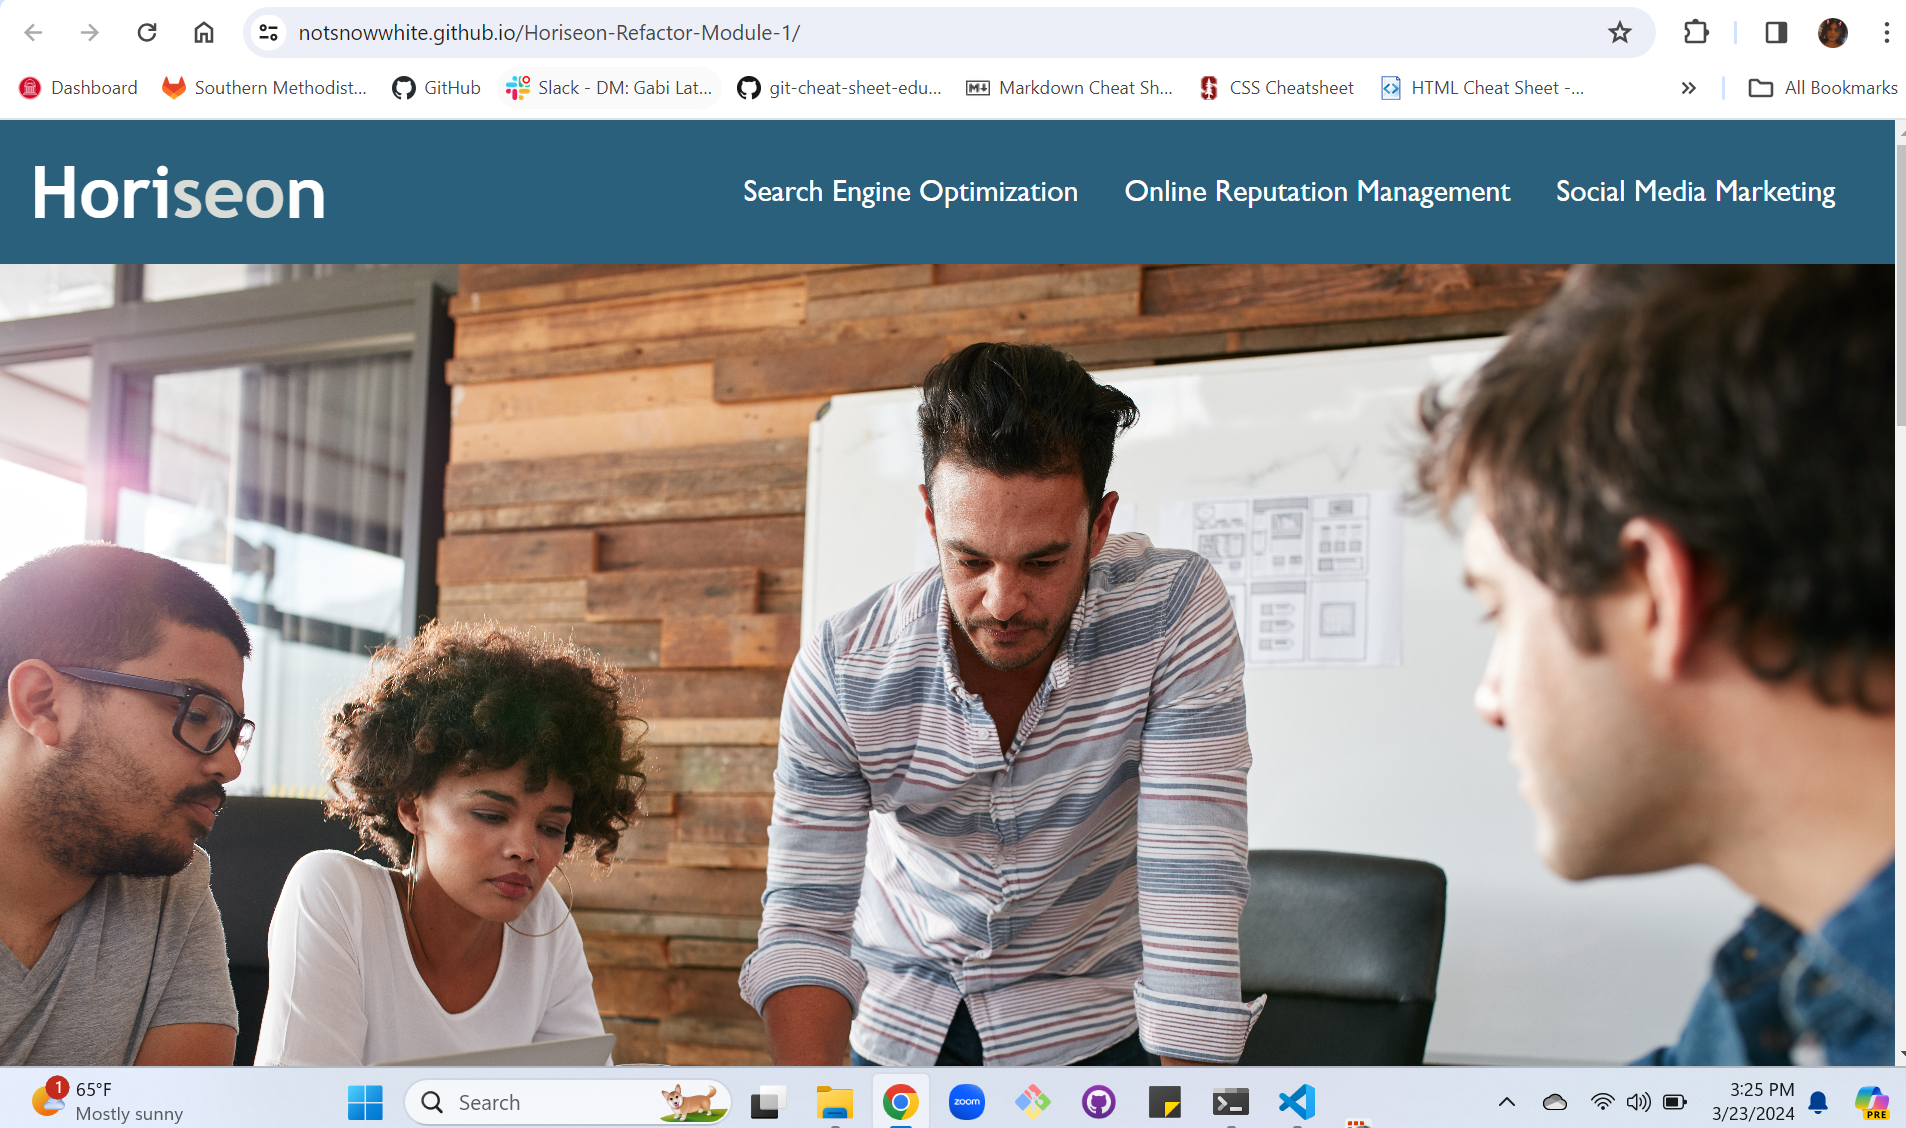 notsnowwhite.github.io/Horiseon-Refactor-Module-1/
Dashboard
Southern Methodist...
GitHub
Slack - DM: Gabi Lat...
git-cheat-sheet-edu...
Markdown Cheat Sh...
CSS Cheatsheet
HTML Cheat Sheet -...
»
All Bookmarks
Horiseon
Search Engine Optimization
Online Reputation Management
Social Media Marketing
1
65°F
Mostly sunny
Search
zoom
3:25 PM
3/23/2024
PRE